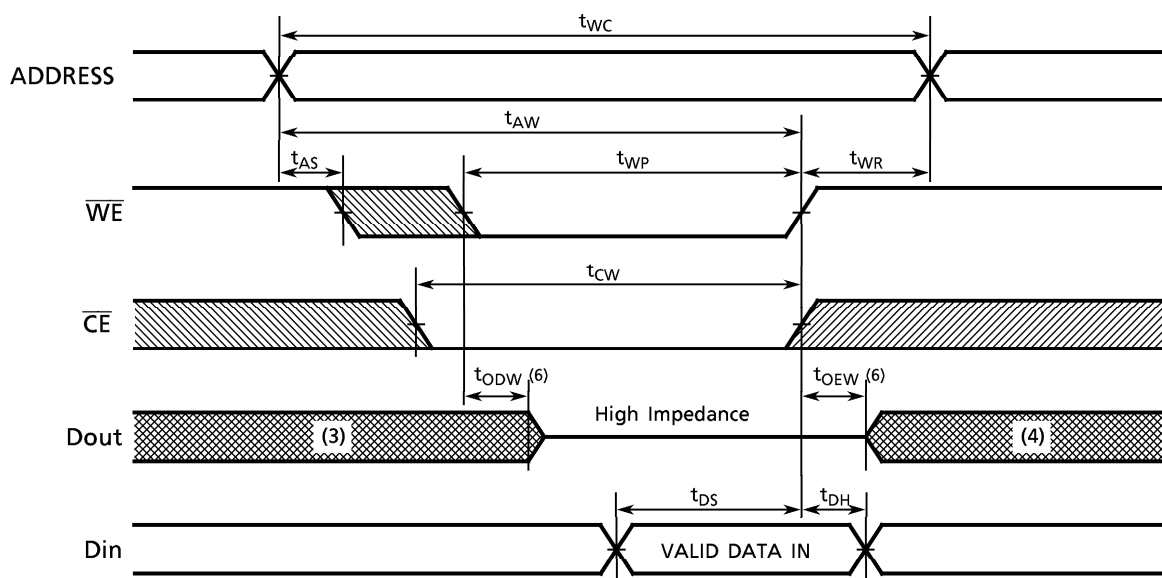 tWC
ADDRESS
tAW
tAS tWP tWR
WE
tCW
CE
tODW (6) tOEW (6)
High Impedance
Dout (3) (4)
tDS tDH
Din VALID DATA IN